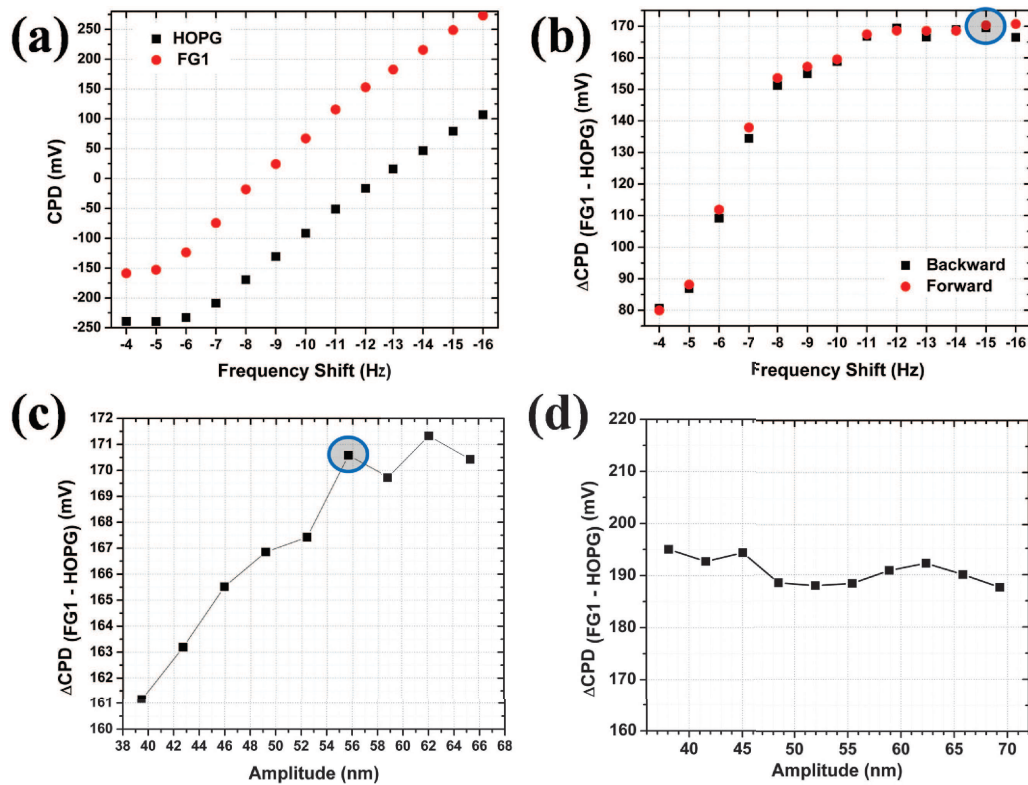 (a)
HOPG
FG1
CPD (mV)
250
200
150
100
50
0
-50
-100
-150
-200
-250
-4 -5 -6 -7 -8 -9 -10 -11 -12 -13 -14 -15 -16
Frequency Shift (Hz)
(b)
ΔCPD (FG1 - HOPG) (mV)
170
160
150
140
130
120
110
100
90
80
Backward
Forward
-4 -5 -6 -7 -8 -9 -10 -11 -12 -13 -14 -15 -16
Frequency Shift (Hz)
(c)
ΔCPD (FG1 - HOPG) (mV)
172
171
170
169
168
167
166
165
164
163
162
161
160
38 40 42 44 46 48 50 52 54 56 58 60 62 64 66 68
Amplitude (nm)
(d)
ΔCPD (FG1 - HOPG) (mV)
220
210
200
190
180
170
160
40 45 50 55 60 65 70
Amplitude (nm)